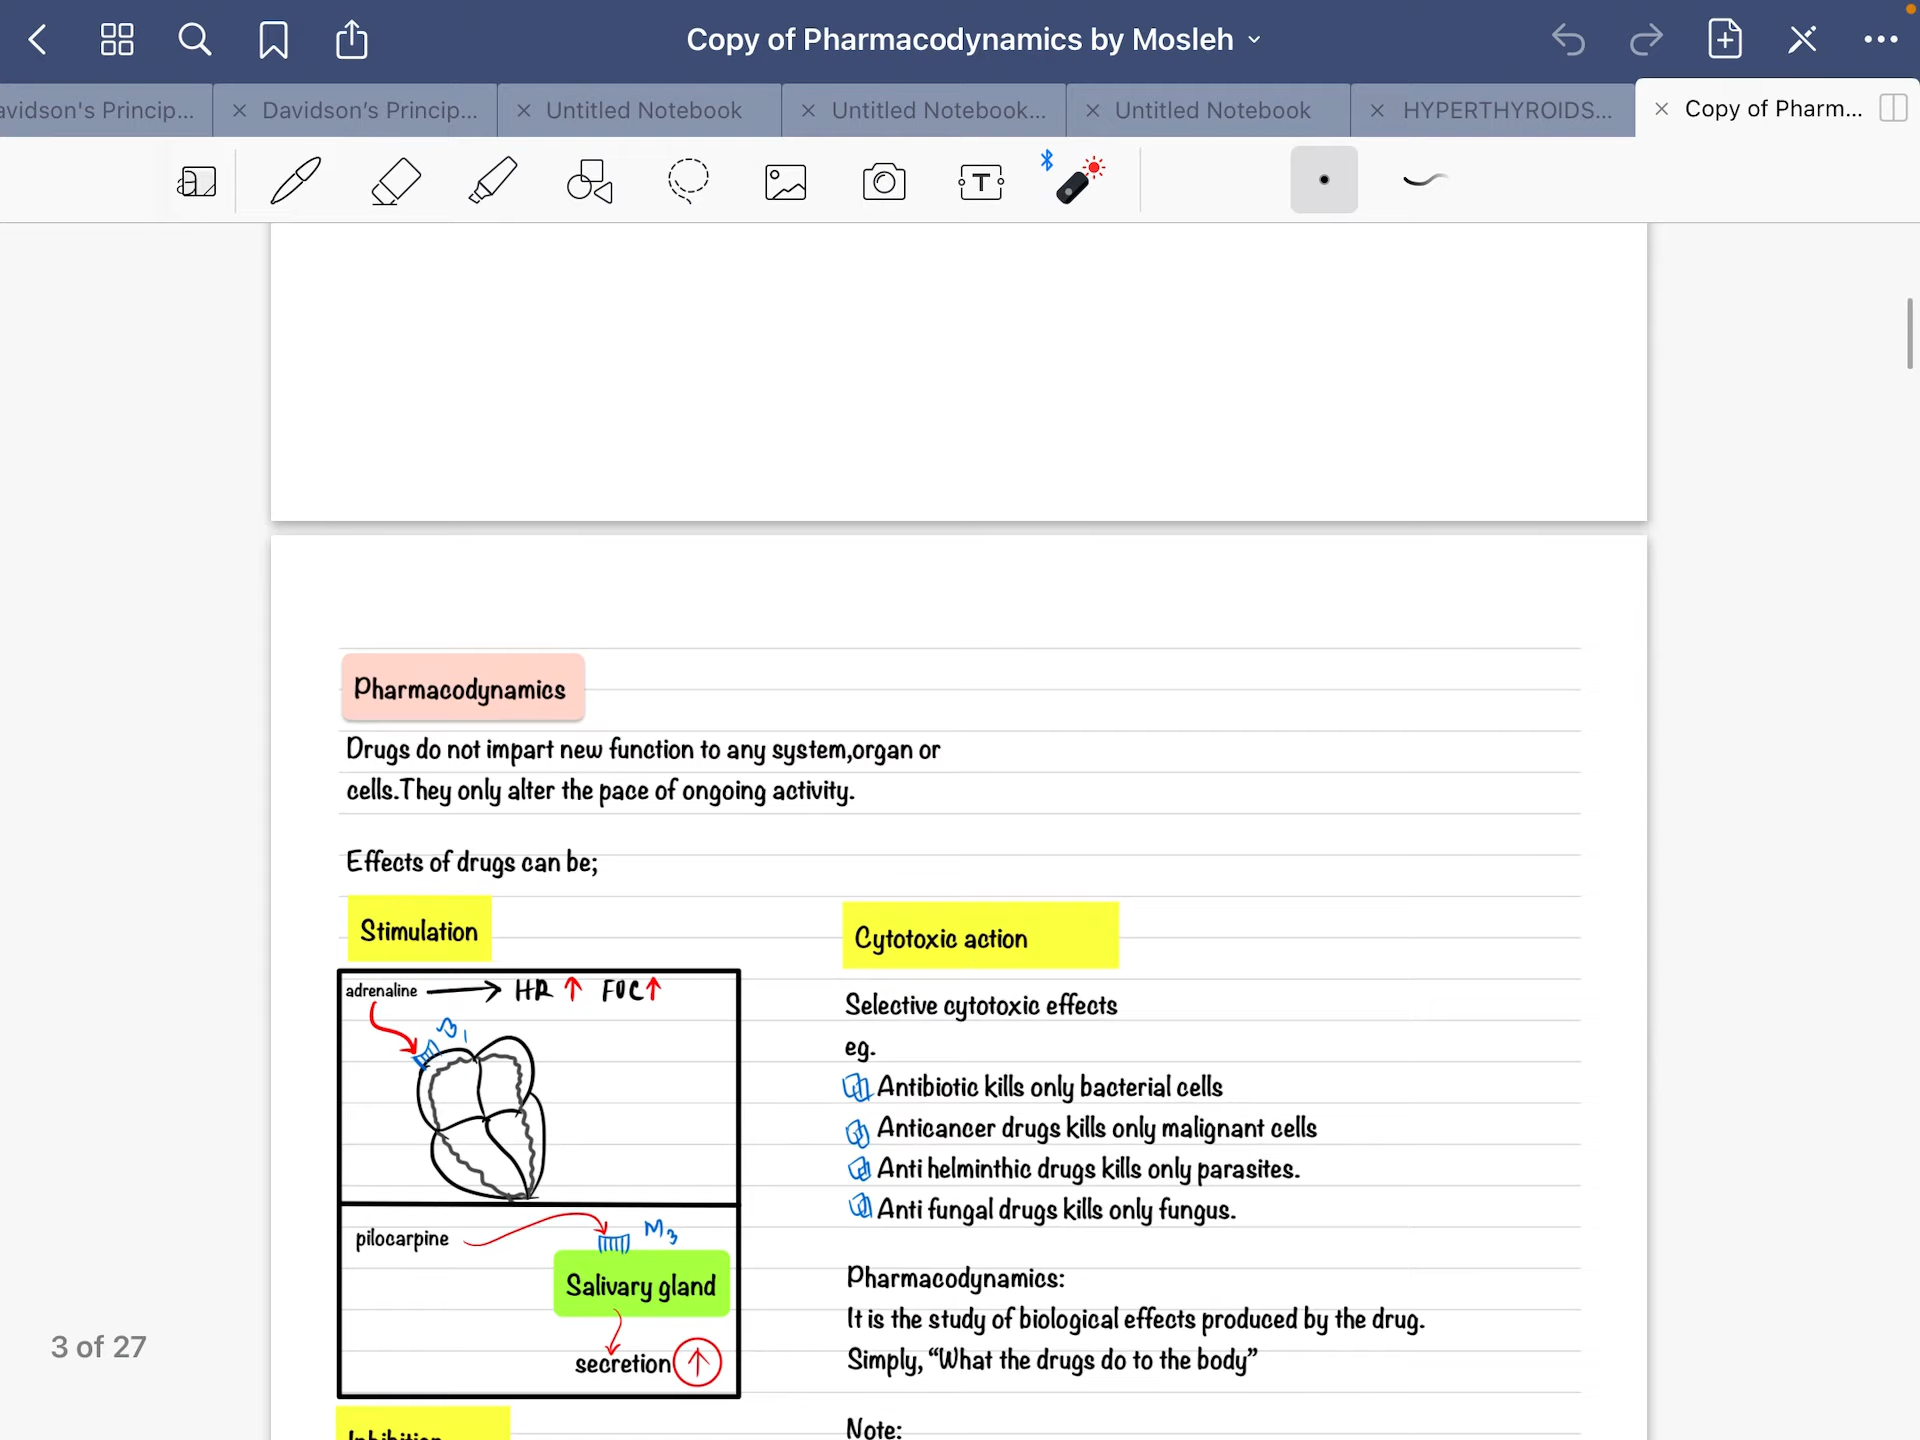 Copy of Pharmacodynamics by Mosleh
avidson's Princip...
Davidson's Princip...
Untitled Notebook
Untitled Notebook...
Untitled Notebook
HYPERTHYROIDS...
Copy of Pharm...
T
Pharmacodynamics
Drugs do not impart new function to any system,organ or
cells.They only alter the pace of ongoing activity.
Effects of drugs can be;
Stimulation
adrenaline → HR ↑ FOC↑
β1
pilocarpine
M3
Salivary gland
secretion ↑
Inhibition
Cytotoxic action
Selective cytotoxic effects
eg.
Antibiotic kills only bacterial cells
Anticancer drugs kills only malignant cells
Anti helminthic drugs kills only parasites.
Anti fungal drugs kills only fungus.
Pharmacodynamics:
It is the study of biological effects produced by the drug.
Simply, “What the drugs do to the body”
Note:
3 of 27